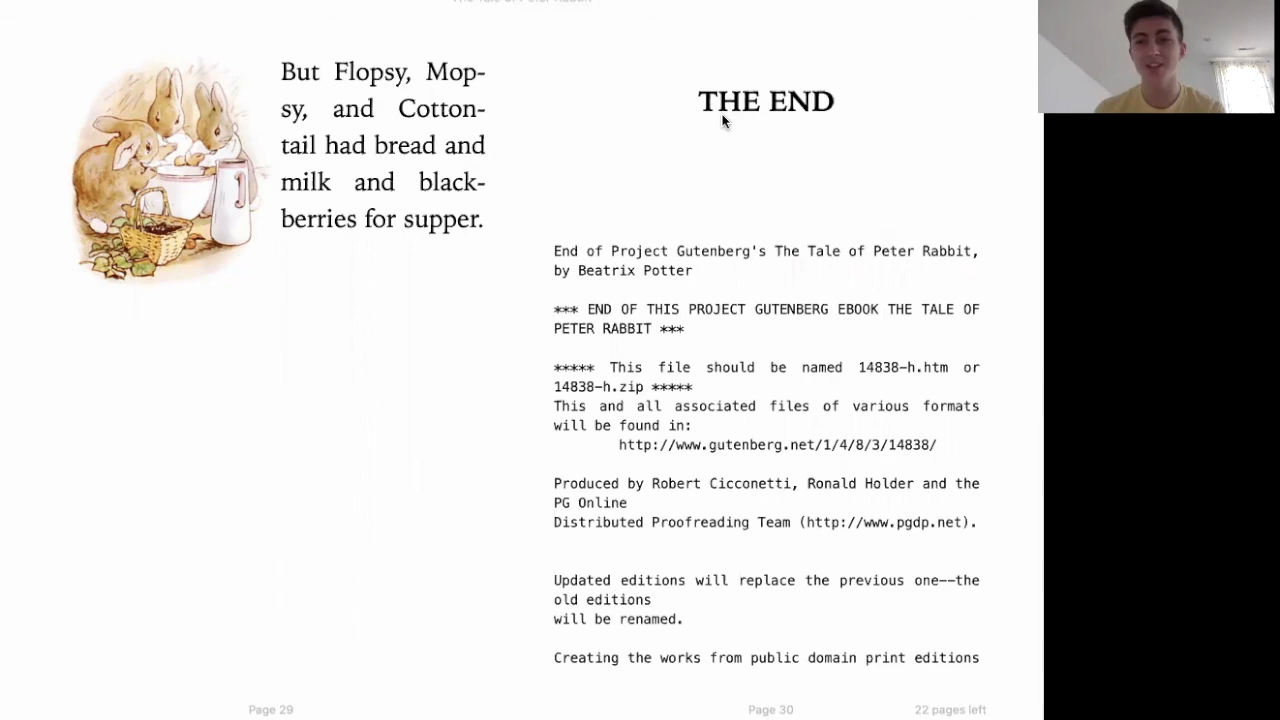 The Tale of Peter Rabbit
But Flopsy, Mop-
sy, and Cotton-
tail had bread and
milk and black-
berries for supper.
THE END
End of Project Gutenberg's The Tale of Peter Rabbit,
by Beatrix Potter
*** END OF THIS PROJECT GUTENBERG EBOOK THE TALE OF
PETER RABBIT ***
***** This file should be named 14838-h.htm or
14838-h.zip *****
This and all associated files of various formats
will be found in:
http://www.gutenberg.net/1/4/8/3/14838/
Produced by Robert Cicconetti, Ronald Holder and the
PG Online
Distributed Proofreading Team (http://www.pgdp.net).
Updated editions will replace the previous one--the
old editions
will be renamed.
Creating the works from public domain print editions
Page 29
Page 30
22 pages left